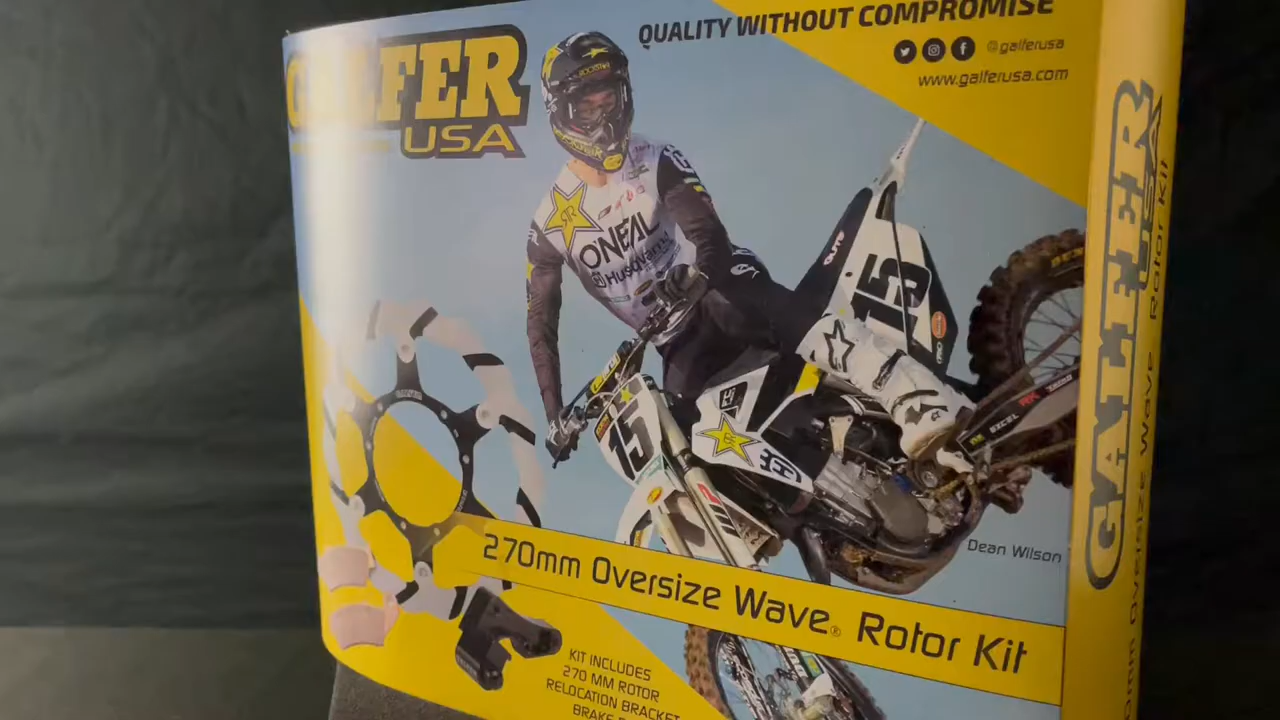 QUALITY WITHOUT COMPROMISE
@galferusa
www.galferusa.com
GALFER
USA
ONEAL
Husqvarna
15
15
Dean Wilson
270mm Oversize Wave® Rotor Kit
KIT INCLUDES
270 MM ROTOR
RELOCATION BRACKET
BRAKE
GALFER
USA
Oversize Wave Rotor Kit